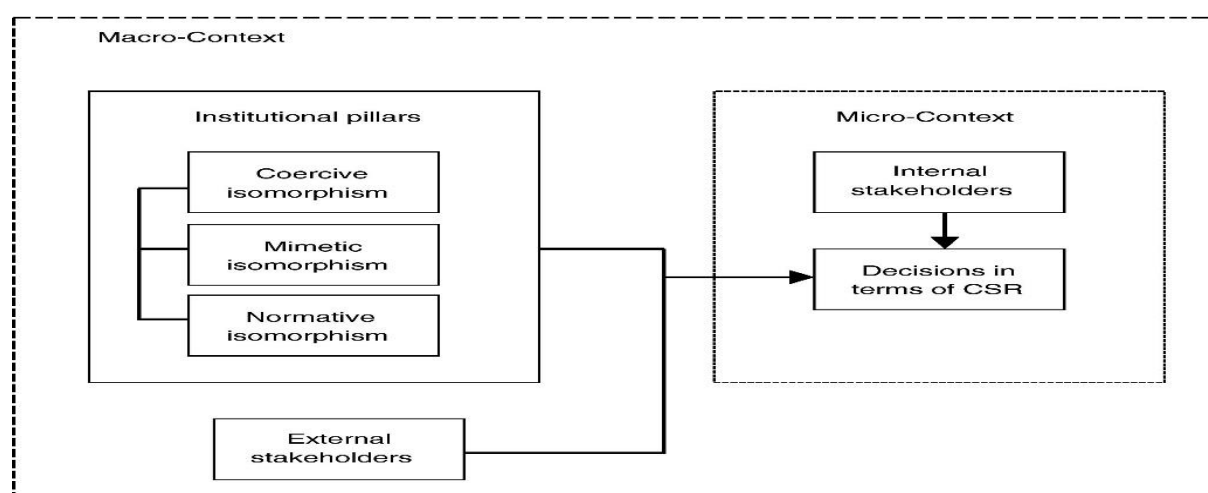 Macro-Context
Institutional pillars
Coercive
isomorphism
Mimetic
isomorphism
Normative
isomorphism
External
stakeholders
Micro-Context
Internal
stakeholders
Decisions in
terms of CSR